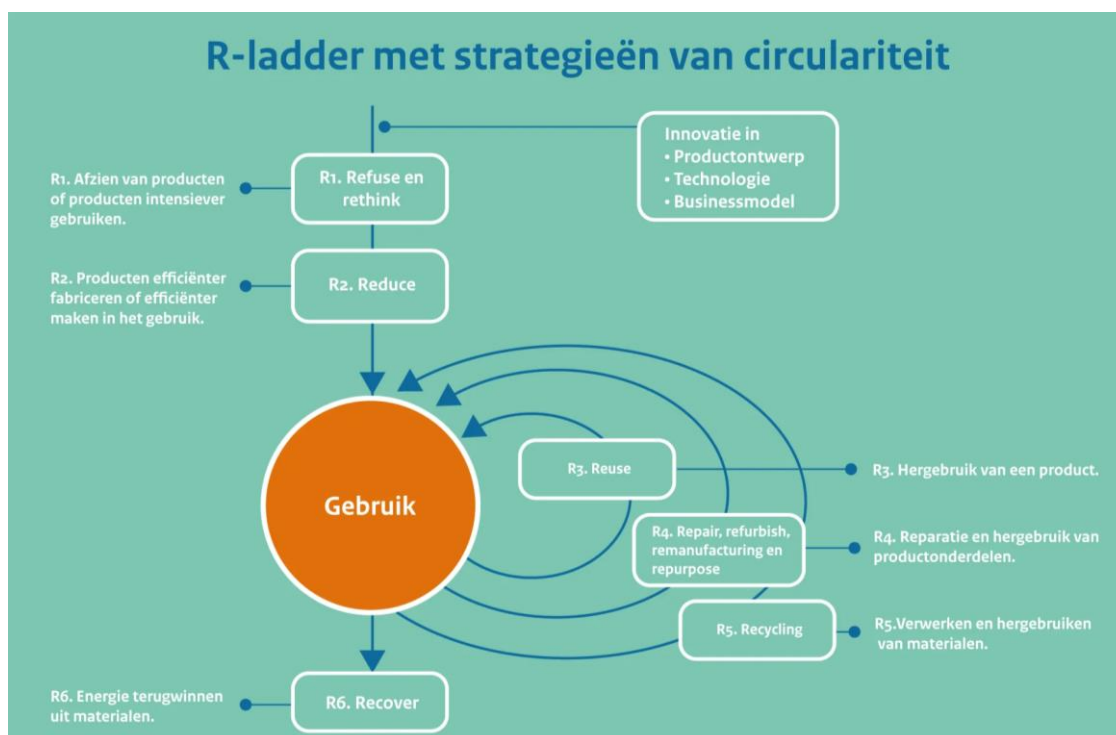 R-ladder met strategieën van circulariteit
Innovatie in
• Productontwerp
• Technologie
• Businessmodel
R1. Afzien van producten
of producten intensiever
gebruiken.
R1. Refuse en
rethink
R2. Producten efficiënter
fabriceren of efficiënter
maken in het gebruik.
R2. Reduce
Gebruik
R3. Reuse
R3. Hergebruik van een product.
R4. Repair, refurbish,
remanufacturing en
repurpose
R4. Reparatie en hergebruik van
productonderdelen.
R5. Recycling
R5.Verwerken en hergebruiken
van materialen.
R6. Energie terugwinnen
uit materialen.
R6. Recover